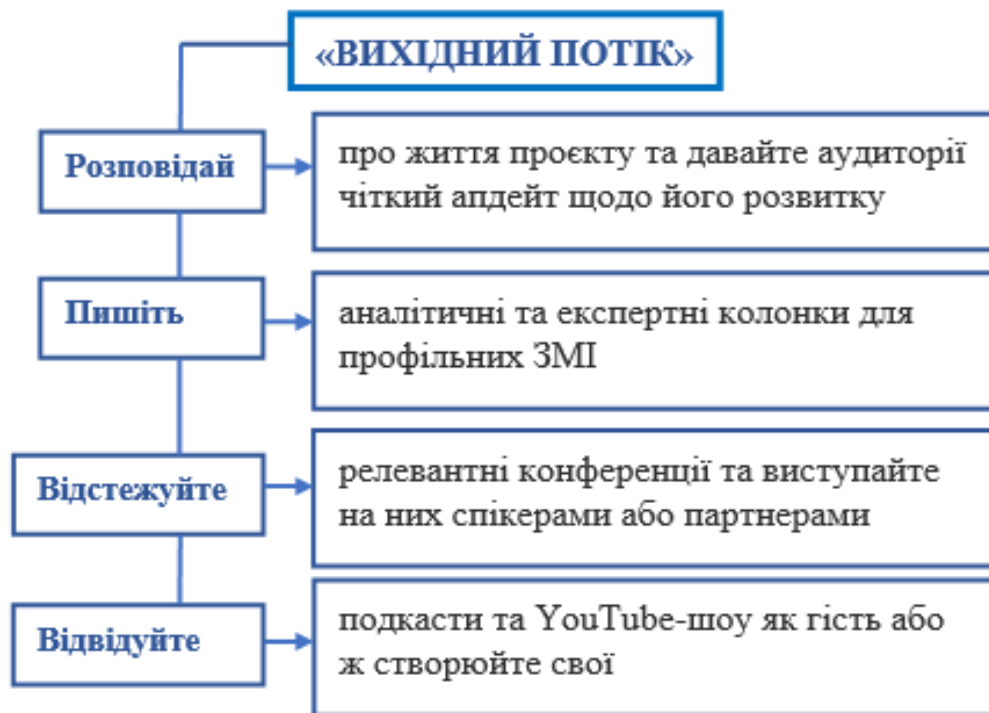 «ВИХІДНИЙ ПОТІК»
Розповідай
про життя проєкту та давайте аудиторії
чіткий апдейт щодо його розвитку
Пишіть
аналітичні та експертні колонки для
профільних ЗМІ
Відстежуйте
релевантні конференції та виступайте
на них спікерами або партнерами
Відвідуйте
подкасти та YouTube-шоу як гість або
ж створюйте свої